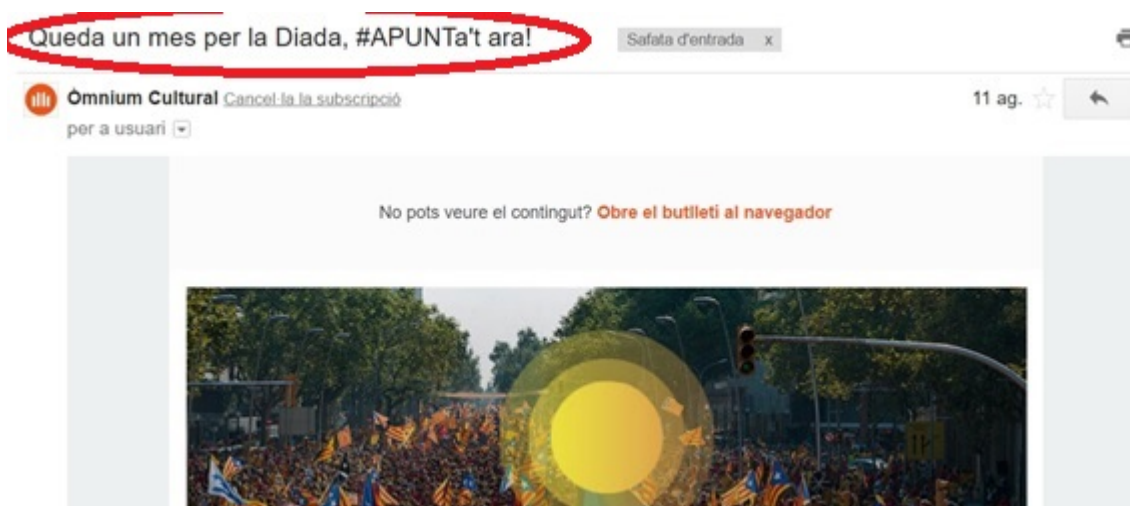 Queda un mes per la Diada, #APUNTa't ara! Safata d'entrada x
Òmnium Cultural Cancel·la la subscripció 11 ag.
per a usuari
No pots veure el contingut? Obre el butlletí al navegador